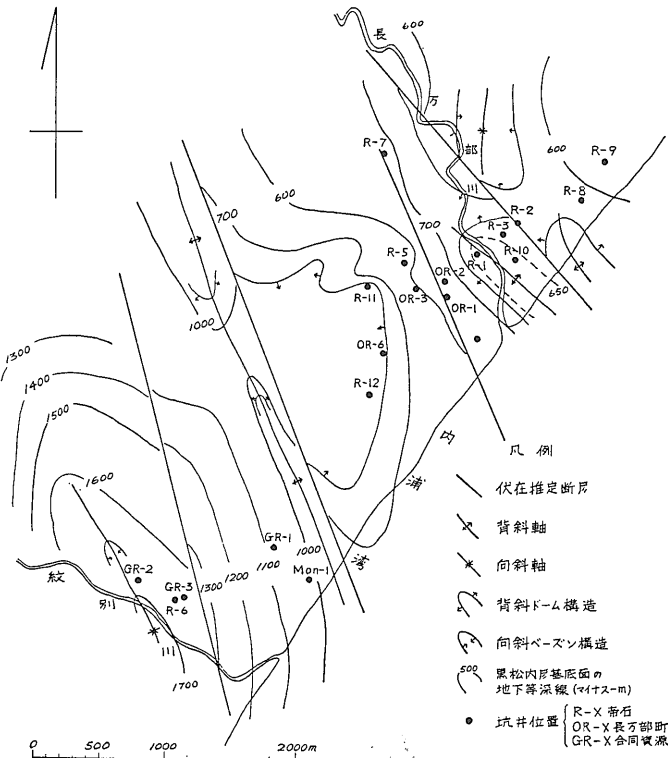 長
600
万
部
川
R-7
600
R-9
R-8
600
700
700
R-2
R-3
R-5
R-1
R-10
OR-2
R-11
OR-3
OR-1
650
1000
OR-6
1300
1400
R-12
1500
内
浦
湾
1600
GR-1
GR-2
1000
1100
Mon-1
紋
別
川
GR-3
R-6
1300
1200
1700
凡例
伏在推定断层
背斜軸
向斜軸
背斜ドーム構造
向斜ベーズン構造
500
黒松内层基底面の
地下等深線 (マイナスーm)
坑井位置
R-X 帝石
OR-X 長万部町
GR-X 合同資源
0 500 1000 2000m